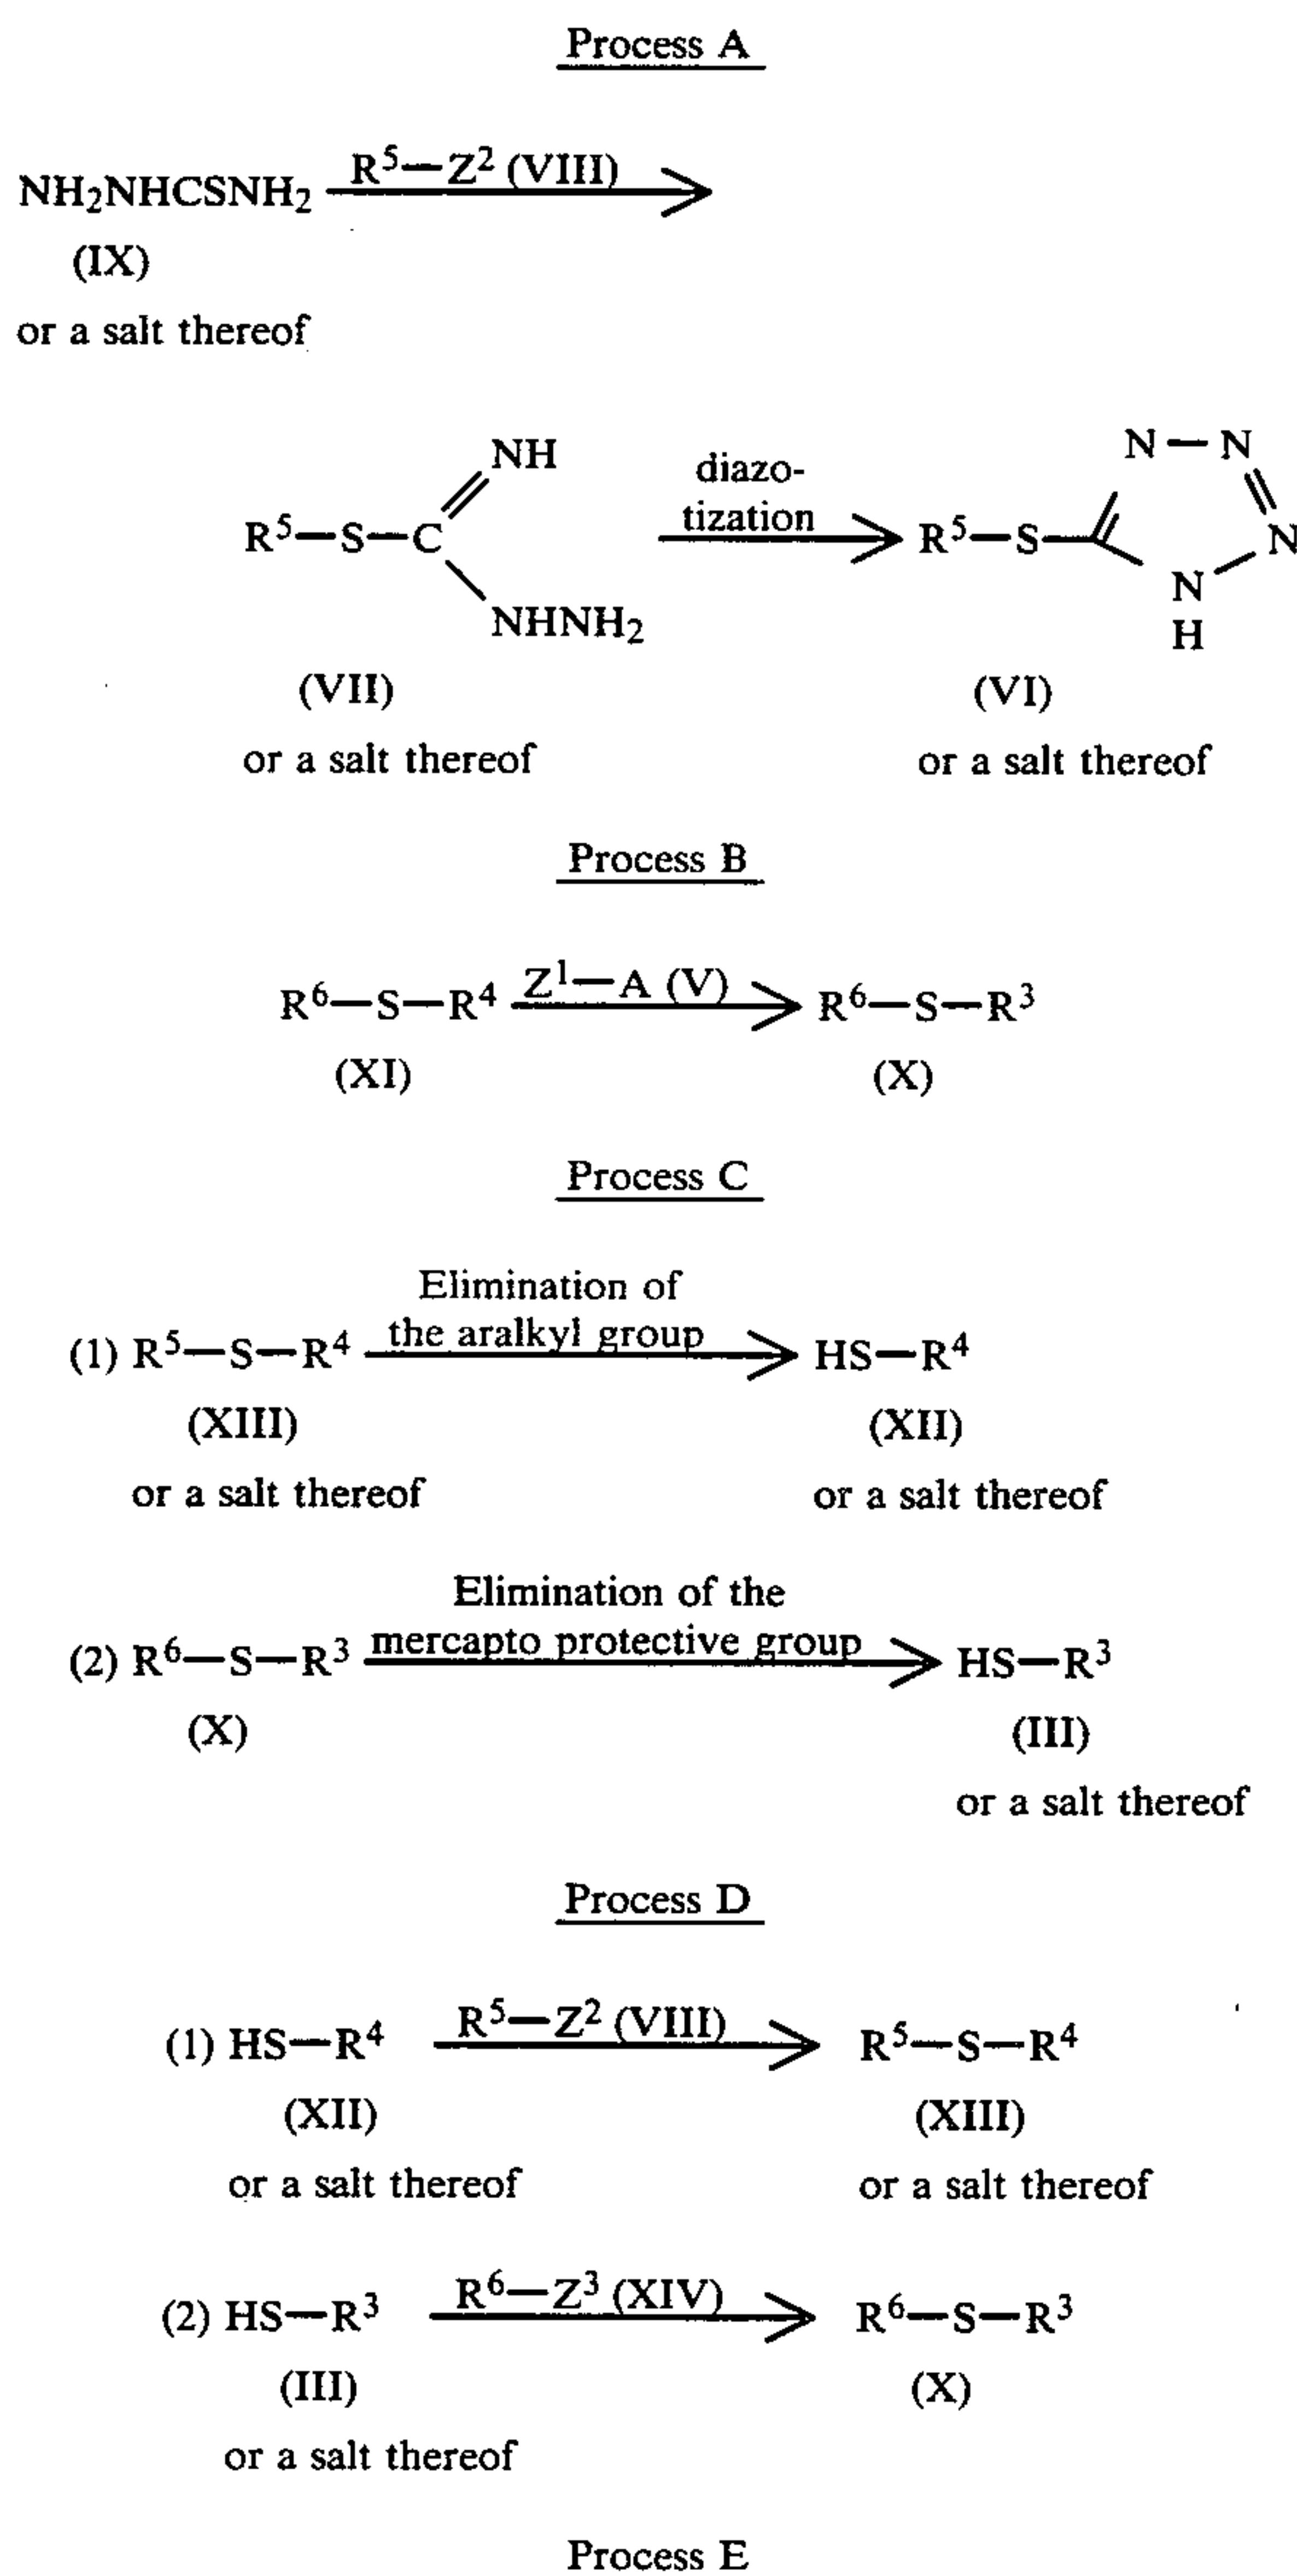 Process A
NH₂NHCSNH₂ R⁵—Z² (VIII)
(IX)
or a salt thereof
NH
N — N
diazo-
tization
R⁵—S—C
R⁵—S
N
NHNH₂
N
H
(VII) (VI)
or a salt thereof or a salt thereof
Process B
R⁶—S—R⁴ Z¹—A (V) R⁶—S—R³
(XI) (X)
Process C
Elimination of
the aralkyl group
(1) R⁵—S—R⁴ HS—R⁴
(XIII) (XII)
or a salt thereof or a salt thereof
Elimination of the
mercapto protective group
(2) R⁶—S—R³ HS—R³
(X) (III)
or a salt thereof
Process D
(1) HS—R⁴ R⁵—Z² (VIII) R⁵—S—R⁴
(XII) (XIII)
or a salt thereof or a salt thereof
(2) HS—R³ R⁶—Z³ (XIV) R⁶—S—R³
(III) (X)
or a salt thereof
Process E